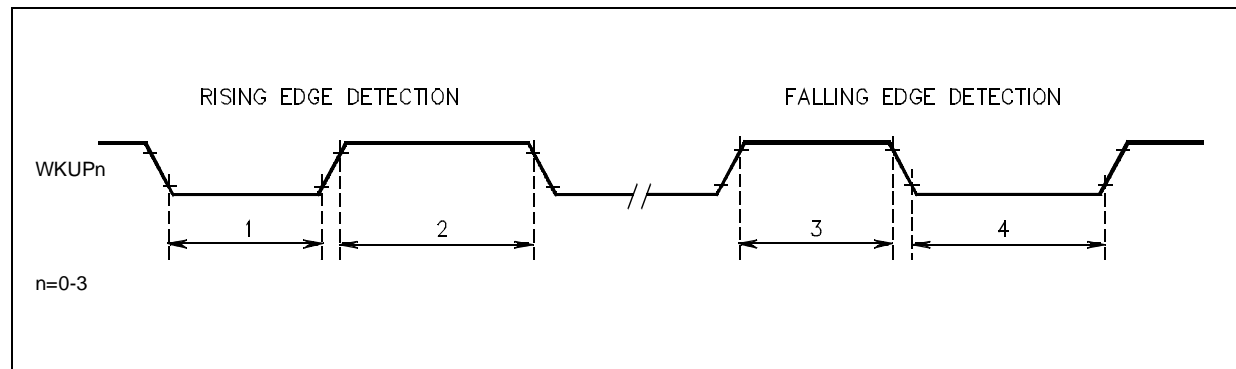 RISING EDGE DETECTION
FALLING EDGE DETECTION
WKUPn
1
2
3
4
n=0-3